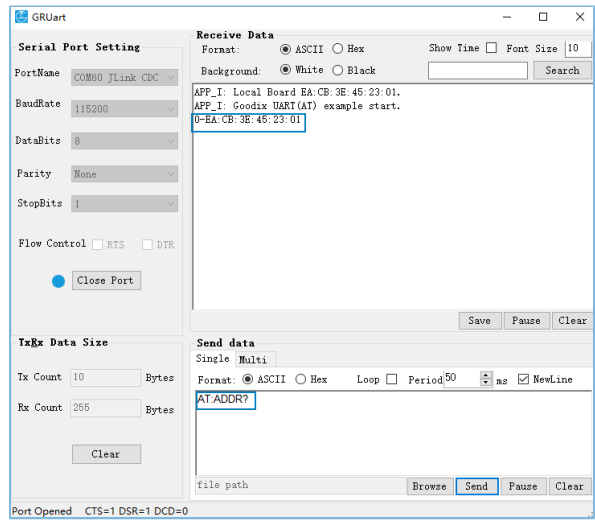 GRUart
Serial Port Setting
PortName COM60 JLink CDC
BaudRate 115200
DataBits 8
Parity None
StopBits 1
Flow Control RTS DTR
Close Port
Receive Data
Format: ASCII Hex Show Time Font Size 10
Background: White Black Search
APP_I: Local Board EA:CB:3E:45:23:01.
APP_I: Goodix UART(AT) example start.
0-EA:CB:3E:45:23:01
Save Pause Clear
TxRx Data Size
Tx Count 10 Bytes
Rx Count 255 Bytes
Clear
Send data
Single Multi
Format: ASCII Hex Loop Period 50 ms NewLine
AT:ADDR?
file path Browse Send Pause Clear
Port Opened CTS=1 DSR=1 DCD=0